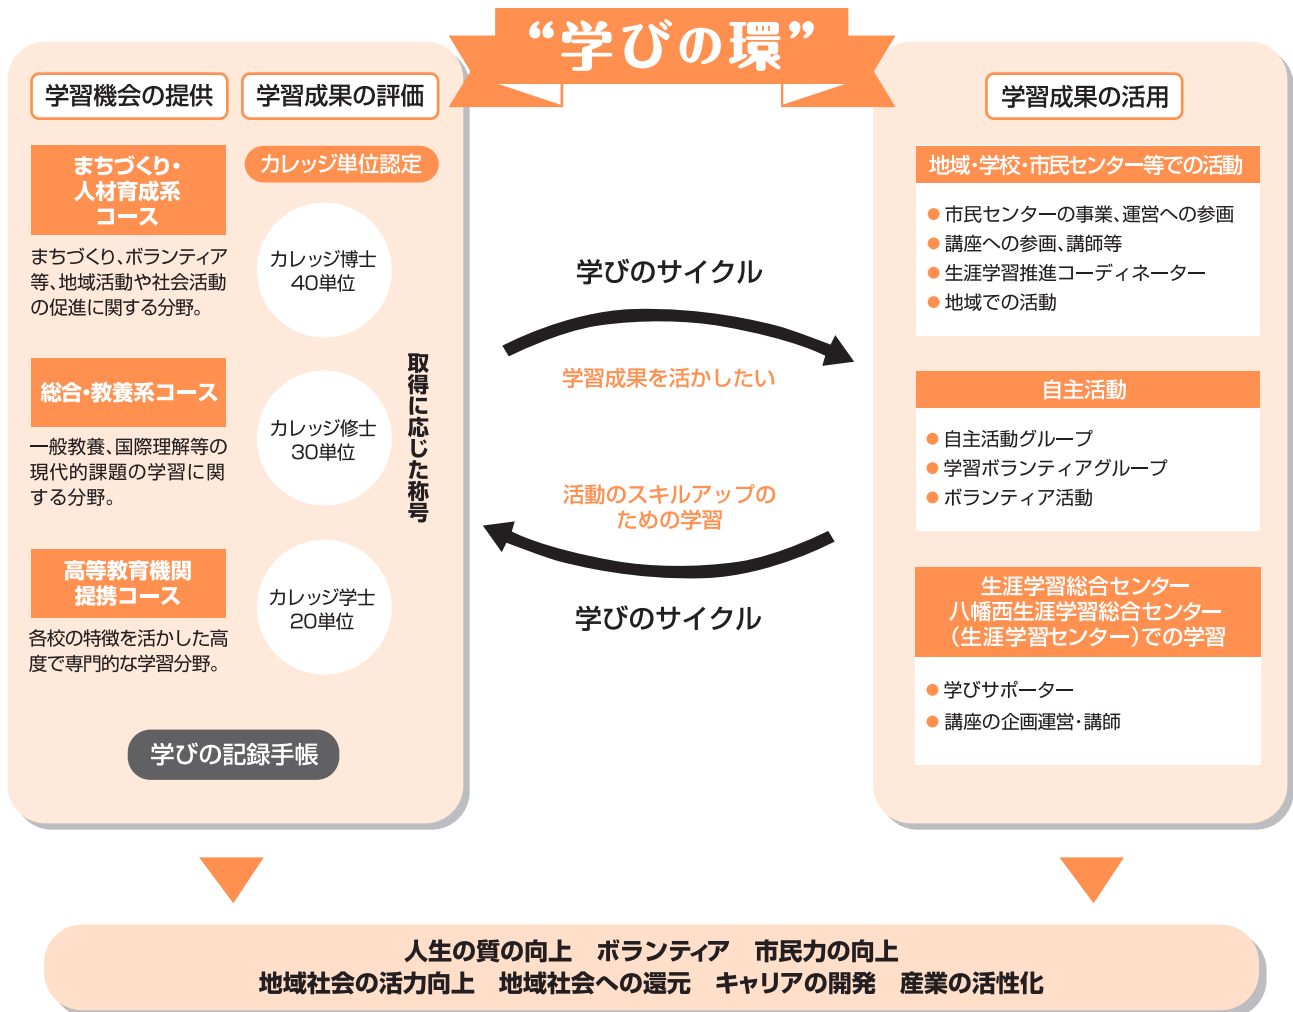 “学びの環”
学習機会の提供
まちづくり・
人材育成系
コース
まちづくり、ボランティア
等、地域活動や社会活動
の促進に関する分野。
総合・教養系コース
一般教養、国際理解等の
現代的課題の学習に関
する分野。
高等教育機関
提携コース
各校の特徴を活かした高
度で専門的な学習分野。
学習成果の評価
カレッジ単位認定
カレッジ博士
40単位
カレッジ修士
30単位
カレッジ学士
20単位
取得に応じた称号
学びの記録手帳
学びのサイクル
学習成果を活かしたい
活動のスキルアップの
ための学習
学びのサイクル
学習成果の活用
地域・学校・市民センター等での活動
●市民センターの事業、運営への参画
●講座への参画、講師等
●生涯学習推進コーディネーター
●地域での活動
自主活動
●自主活動グループ
●学習ボランティアグループ
●ボランティア活動
生涯学習総合センター
八幡西生涯学習総合センター
（生涯学習センター）での学習
●学びサポーター
●講座の企画運営・講師
人生の質の向上　ボランティア　市民力の向上
地域社会の活力向上　地域社会への還元　キャリアの開発　産業の活性化